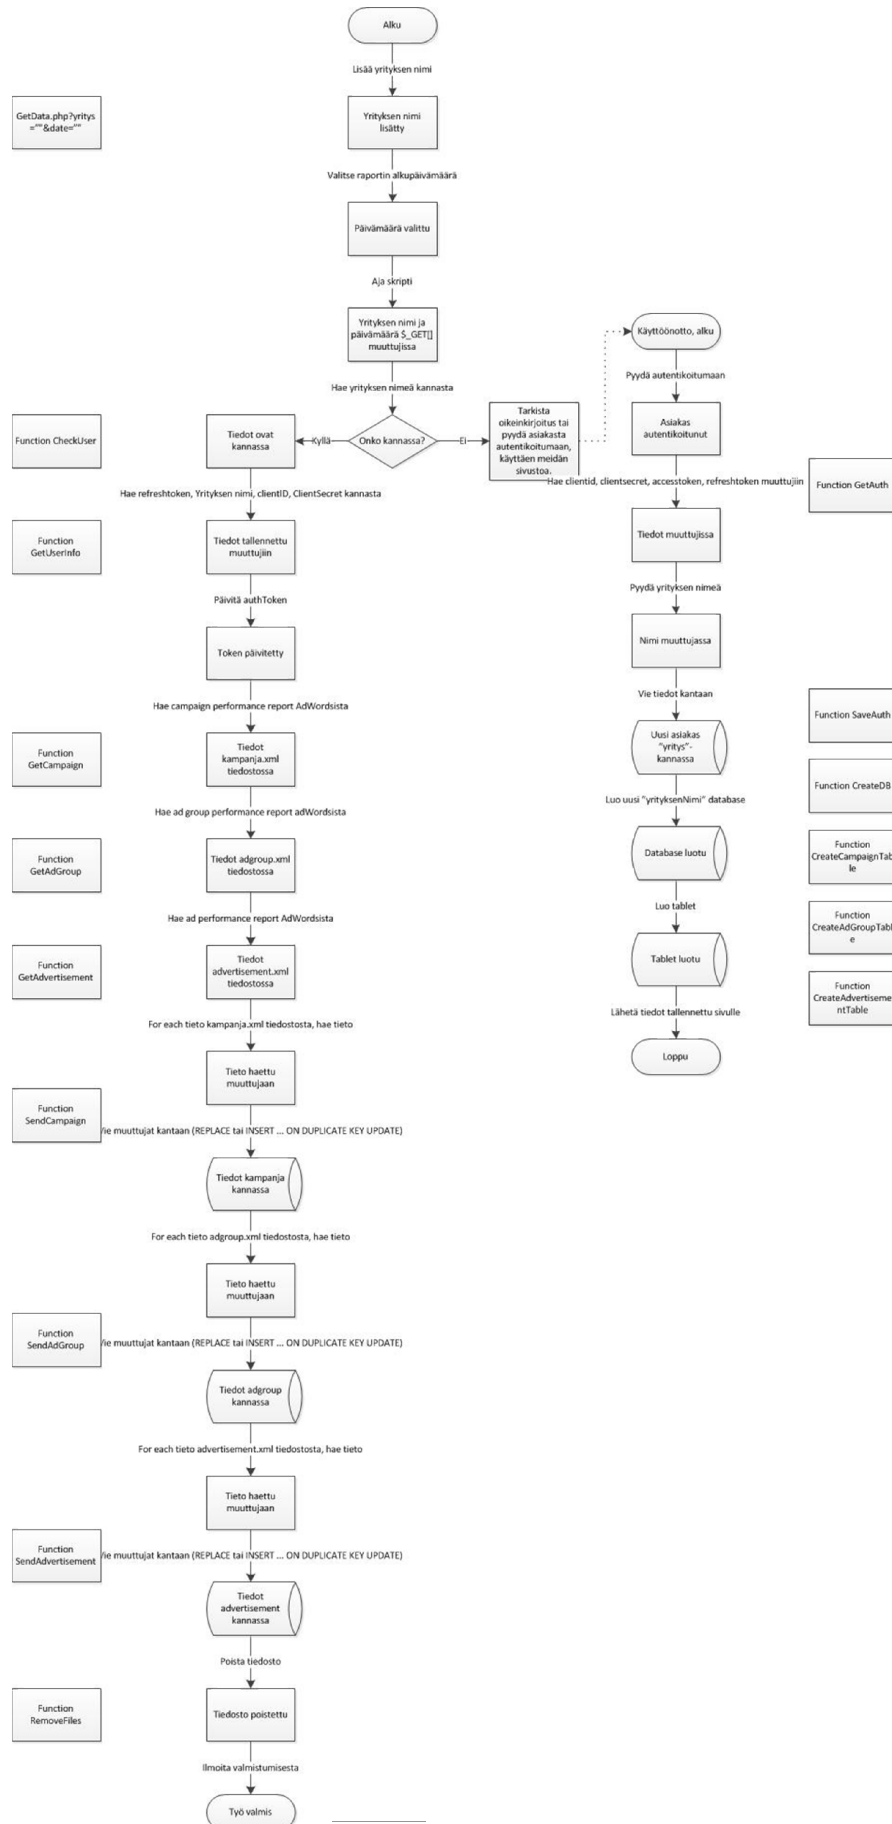 Alku
Lisää yrityksen nimi
GetData.php?yritys
=””&date=””
Yrityksen nimi
lisätty
Valitse raportin alkupäivämäärä
Päivämäärä valittu
Aja skripti
Yrityksen nimi ja
päivämäärä $_GET[]
muuttujissa
Hae yrityksen nimeä kannasta
Function CheckUser
Tiedot ovat
kannassa
Kyllä
Onko kannassa?
Ei
Tarkista
oikeinkirjoitus tai
pyydä asiakasta
autentikoitumaan,
käyttäen meidän
sivustoa.
Käyttöönotto, alku
Pyydä autentikoitumaan
Asiakas
autentikoitunut
Hae clientid, clientsecret, accesstoken, refreshtoken muuttujiin
Function GetAuth
Tiedot muuttujissa
Pyydä yrityksen nimeä
Nimi muuttujassa
Vie tiedot kantaan
Function SaveAuth
Uusi asiakas
”yritys”-
kannassa
Function CreateDB
Luo uusi ”yrityksenNimi” database
Database luotu
Function
CreateCampaignTab
le
Luo tablet
Function
CreateAdGroupTabl
e
Tablet luotu
Function
CreateAdvertiseme
ntTable
Lähetä tiedot tallennettu sivulle
Loppu
Hae refreshtoken, Yrityksen nimi, clientID, ClientSecret kannasta
Function
GetUserInfo
Tiedot tallennettu
muuttujiin
Päivitä authToken
Token päivitetty
Hae campaign performance report AdWordsista
Function
GetCampaign
Tiedot
kampanja.xml
tiedostossa
Hae ad group performance report adWordsista
Function
GetAdGroup
Tiedot adgroup.xml
tiedostossa
Hae ad performance report AdWordsista
Function
GetAdvertisement
Tiedot
advertisement.xml
tiedostossa
For each tieto kampanja.xml tiedostosta, hae tieto
Tieto haettu
muuttujaan
Function
SendCampaign
Vie muuttujat kantaan (REPLACE tai INSERT ... ON DUPLICATE KEY UPDATE)
Tiedot kampanja
kannassa
For each tieto adgroup.xml tiedostosta, hae tieto
Tieto haettu
muuttujaan
Function
SendAdGroup
Vie muuttujat kantaan (REPLACE tai INSERT ... ON DUPLICATE KEY UPDATE)
Tiedot adgroup
kannassa
For each tieto advertisement.xml tiedostosta, hae tieto
Tieto haettu
muuttujaan
Function
SendAdvertisement
Vie muuttujat kantaan (REPLACE tai INSERT ... ON DUPLICATE KEY UPDATE)
Tiedot
advertisement
kannassa
Poista tiedosto
Function
RemoveFiles
Tiedosto poistettu
Ilmoita valmistumisesta
Työ valmis